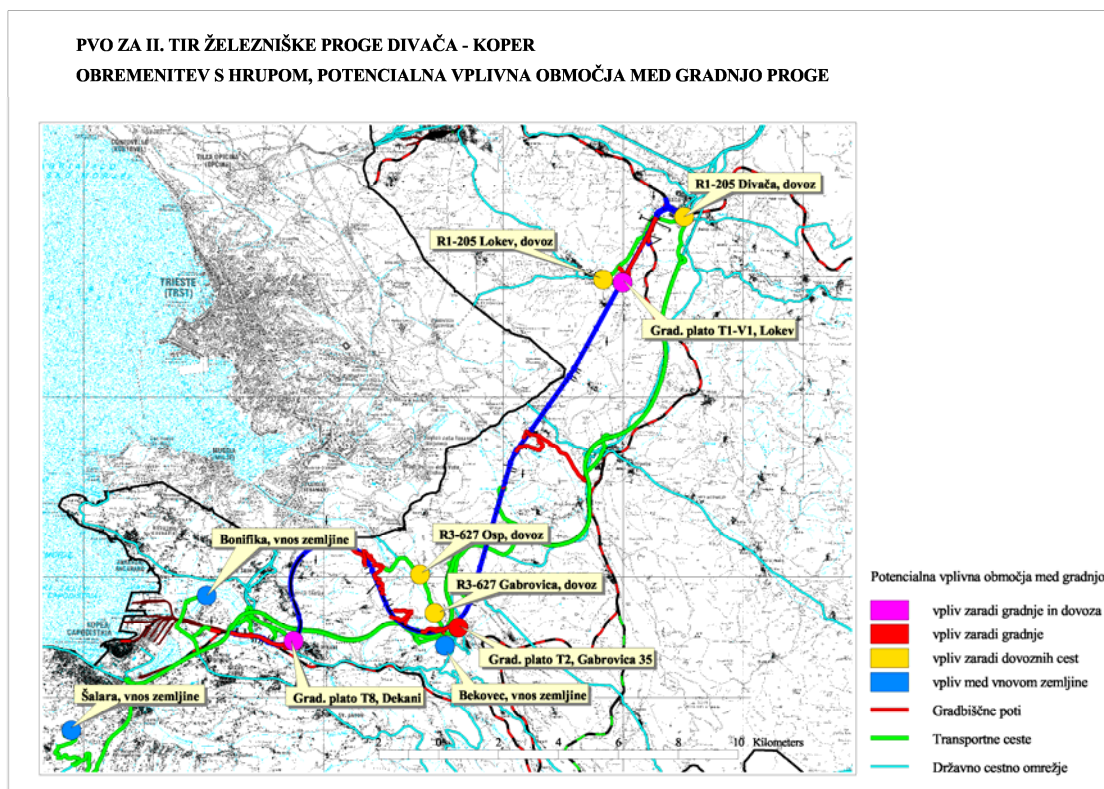 PVO ZA II. TIR ŽELEZNIŠKE PROGE DIVAČA - KOPER
OBREMENITEV S HRUPOM, POTENCIALNA VPLIVNA OBMOČJA MED GRADNJO PROGE
R1-205 Divača, dovoz
R1-205 Lokev, dovoz
TRIESTE
(TRST)
Grad. plato T1-V1, Lokev
Bonifika, vnos zemljine
R3-627 Osp, dovoz
R3-627 Gabrovica, dovoz
KOPER
CAPODISTRIA
Grad. plato T2, Gabrovica 35
Šalara, vnos zemljine
Grad. plato T8, Dekani
Bekovec, vnos zemljine
2 0 2 4 6 8 10 Kilometers
Potencialna vplivna območja med gradnjo
vpliv zaradi gradnje in dovoza
vpliv zaradi gradnje
vpliv zaradi dovoznih cest
vpliv med vnovom zemljine
Gradbiščne poti
Transportne ceste
Državno cestno omrežje